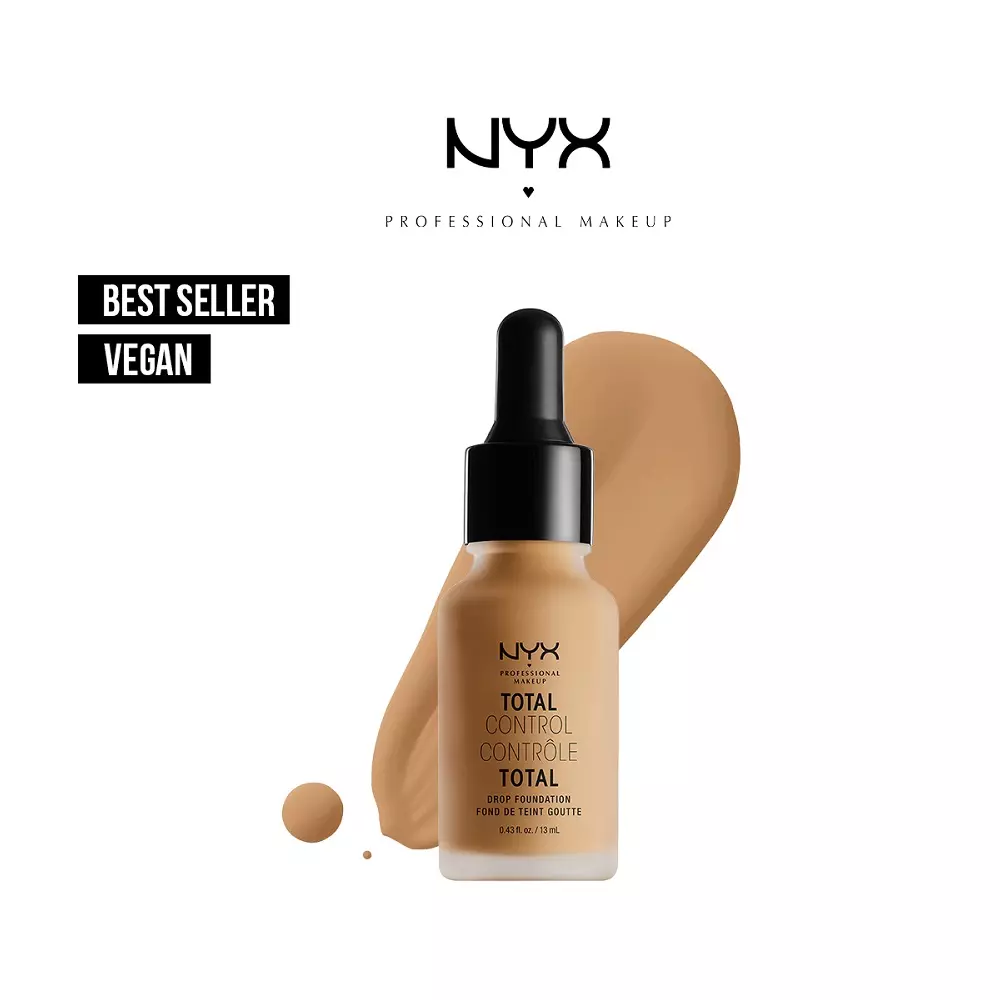 NYX
PROFESSIONAL MAKEUP
BEST SELLER
VEGAN
NYX
PROFESSIONAL
MAKEUP
TOTAL
CONTROL
CONTRÔLE
TOTAL
DROP FOUNDATION
FOND DE TEINT GOUTTE
0.43 fl. oz. / 13 mL